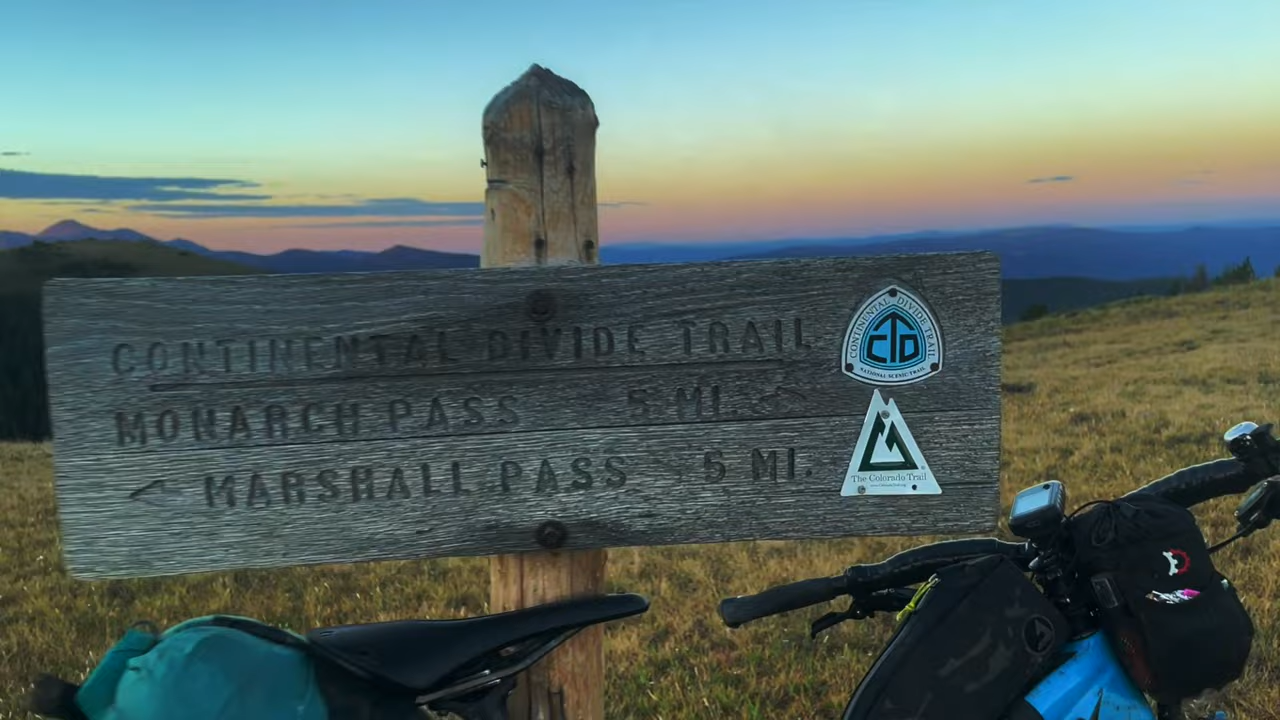 CONTINENTAL DIVIDE TRAIL
MONARCH PASS 5 MI.
MARSHALL PASS 5 MI.
CONTINENTAL DIVIDE TRAIL
CTD
NATIONAL SCENIC TRAIL
The Colorado Trail